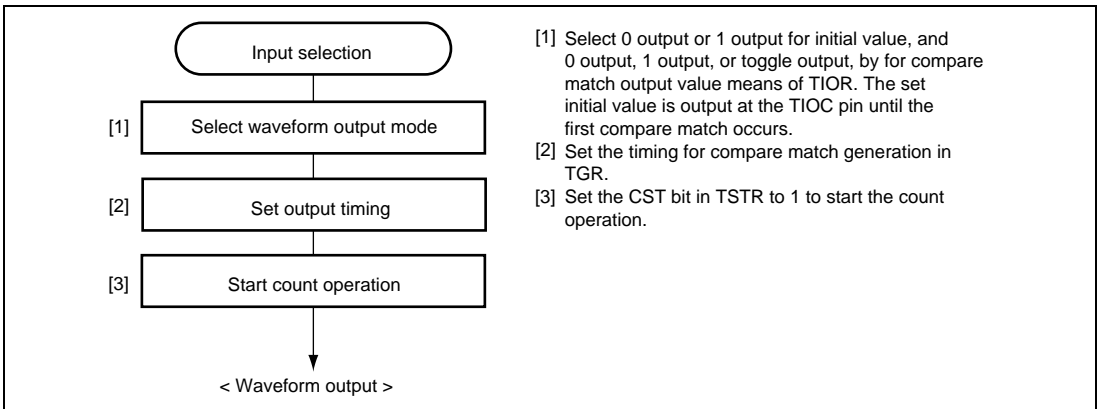 Input selection
[1] Select waveform output mode
[2] Set output timing
[3] Start count operation
< Waveform output >
[1] Select 0 output or 1 output for initial value, and
0 output, 1 output, or toggle output, by for compare
match output value means of TIOR. The set
initial value is output at the TIOC pin until the
first compare match occurs.
[2] Set the timing for compare match generation in
TGR.
[3] Set the CST bit in TSTR to 1 to start the count
operation.